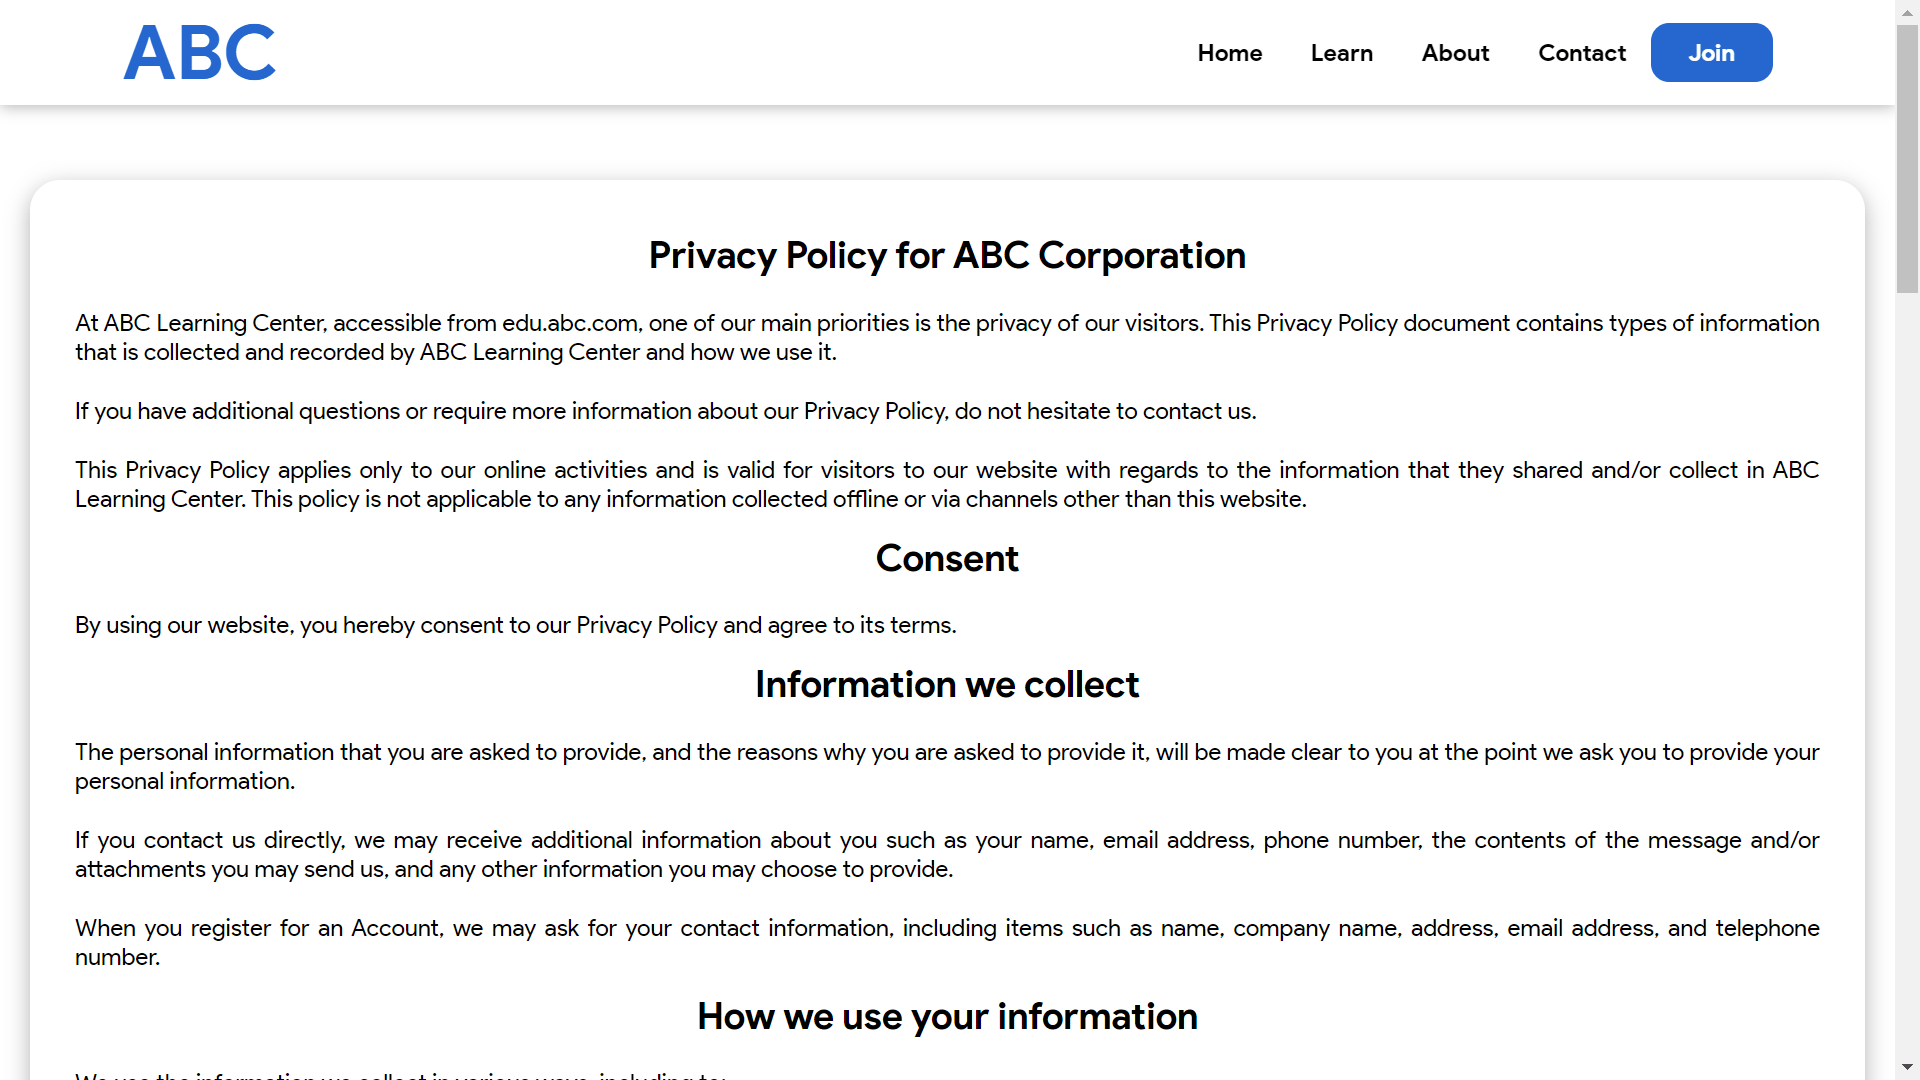 ABC
Home Learn About Contact Join
Privacy Policy for ABC Corporation
At ABC Learning Center, accessible from edu.abc.com, one of our main priorities is the privacy of our visitors. This Privacy Policy document contains types of information
that is collected and recorded by ABC Learning Center and how we use it.
If you have additional questions or require more information about our Privacy Policy, do not hesitate to contact us.
This Privacy Policy applies only to our online activities and is valid for visitors to our website with regards to the information that they shared and/or collect in ABC
Learning Center. This policy is not applicable to any information collected offline or via channels other than this website.
Consent
By using our website, you hereby consent to our Privacy Policy and agree to its terms.
Information we collect
The personal information that you are asked to provide, and the reasons why you are asked to provide it, will be made clear to you at the point we ask you to provide your
personal information.
If you contact us directly, we may receive additional information about you such as your name, email address, phone number, the contents of the message and/or
attachments you may send us, and any other information you may choose to provide.
When you register for an Account, we may ask for your contact information, including items such as name, company name, address, email address, and telephone
number.
How we use your information
We use the information we collect in various ways, including to: